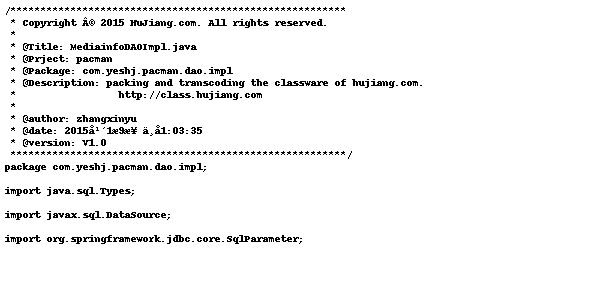 /********************************************************
 * Copyright Â© 2015 HuJiang.com. All rights reserved.
 *
 * @Title: MediainfoDAOImpl.java
 * @Prject: pacman
 * @Package: com.yeshj.pacman.dao.impl
 * @Description: packing and transcoding the classware of hujiang.com.
 *                 http://class.hujiang.com
 *
 * @author: zhangxinyu
 * @date: 2015å¹´1æ9æ¥ ä¸å1:03:35
 * @version: V1.0
 ********************************************************/
package com.yeshj.pacman.dao.impl;
import java.sql.Types;
import javax.sql.DataSource;
import org.springframework.jdbc.core.SqlParameter;